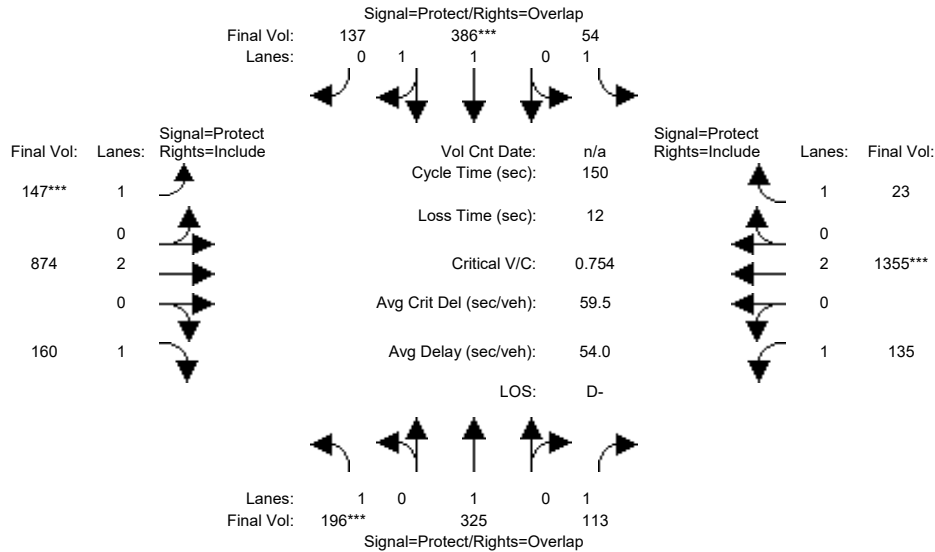 Signal=Protect/Rights=Overlap
Final Vol: 137 386*** 54
Lanes: 0 1 1 0 1
Signal=Protect
Final Vol: Lanes: Rights=Include
Vol Cnt Date: n/a
Signal=Protect
Rights=Include Lanes: Final Vol:
Cycle Time (sec): 150
147*** 1
1 23
Loss Time (sec): 12
0
0
874 2
Critical V/C: 0.754
2 1355***
0
Avg Crit Del (sec/veh): 59.5
0
160 1
Avg Delay (sec/veh): 54.0
1 135
LOS: D-
Lanes: 1 0 1 0 1
Final Vol: 196*** 325 113
Signal=Protect/Rights=Overlap